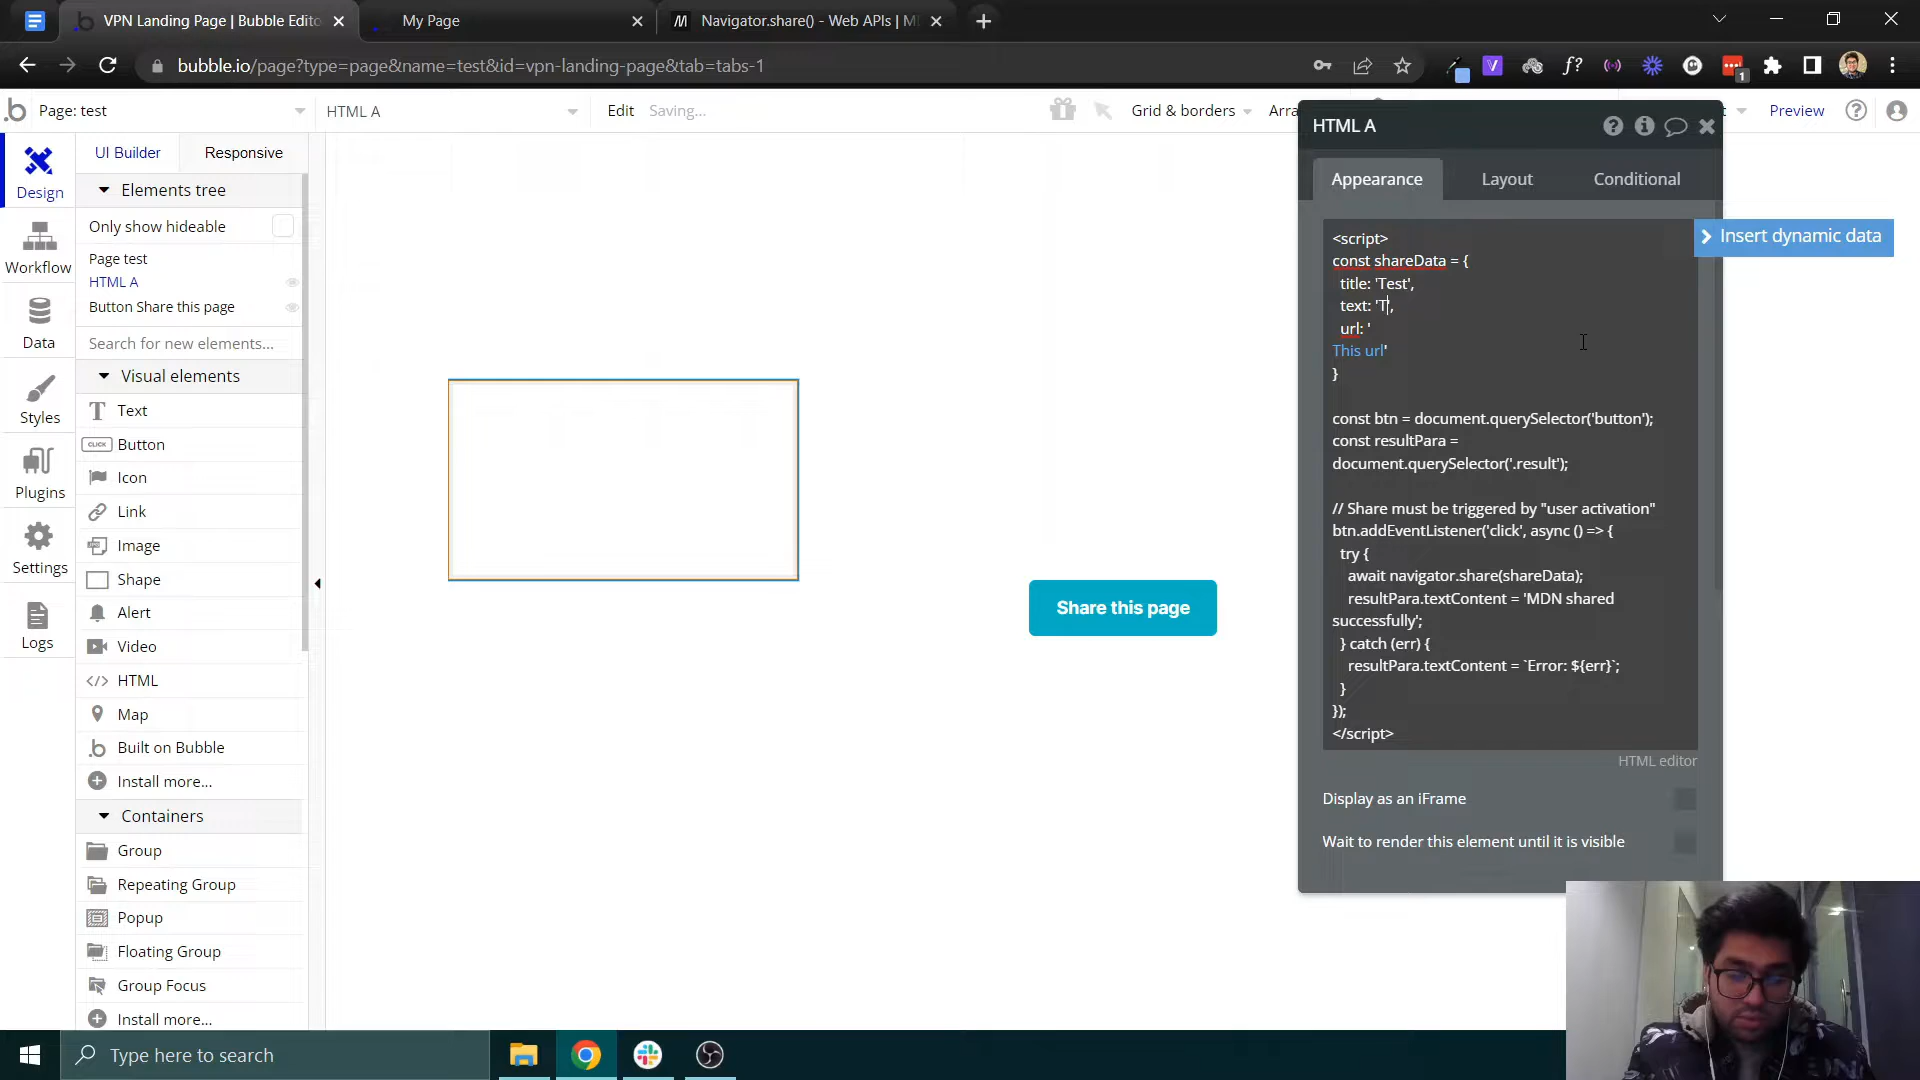 VPN Landing Page | Bubble Edito
My Page
Navigator.share() - Web APIs | M
bubble.io/page?type=page&name=test&id=vpn-landing-page&tab=tabs-1
1
Page: test
HTML A
Edit
Saving...
Grid & borders
Arra
Preview
Design
Workflow
Data
Styles
Plugins
Settings
Logs
UI Builder
Responsive
Elements tree
Only show hideable
Page test
HTML A
Button Share this page
Search for new elements...
Visual elements
Text
CLICK
Button
Icon
Link
Image
Shape
Alert
Video
HTML
Map
Built on Bubble
Install more...
Containers
Group
Repeating Group
Popup
Floating Group
Group Focus
Install more...
Share this page
HTML A
Appearance
Layout
Conditional
Insert dynamic data
<script>
const shareData = {
title: 'Test',
text: 'T',
url: '
This url'
}
const btn = document.querySelector('button');
const resultPara =
document.querySelector('.result');
// Share must be triggered by "user activation"
btn.addEventListener('click', async () => {
try {
await navigator.share(shareData);
resultPara.textContent = 'MDN shared
successfully';
} catch (err) {
resultPara.textContent = `Error: ${err}`;
}
});
</script>
HTML editor
Display as an iFrame
Wait to render this element until it is visible
Type here to search